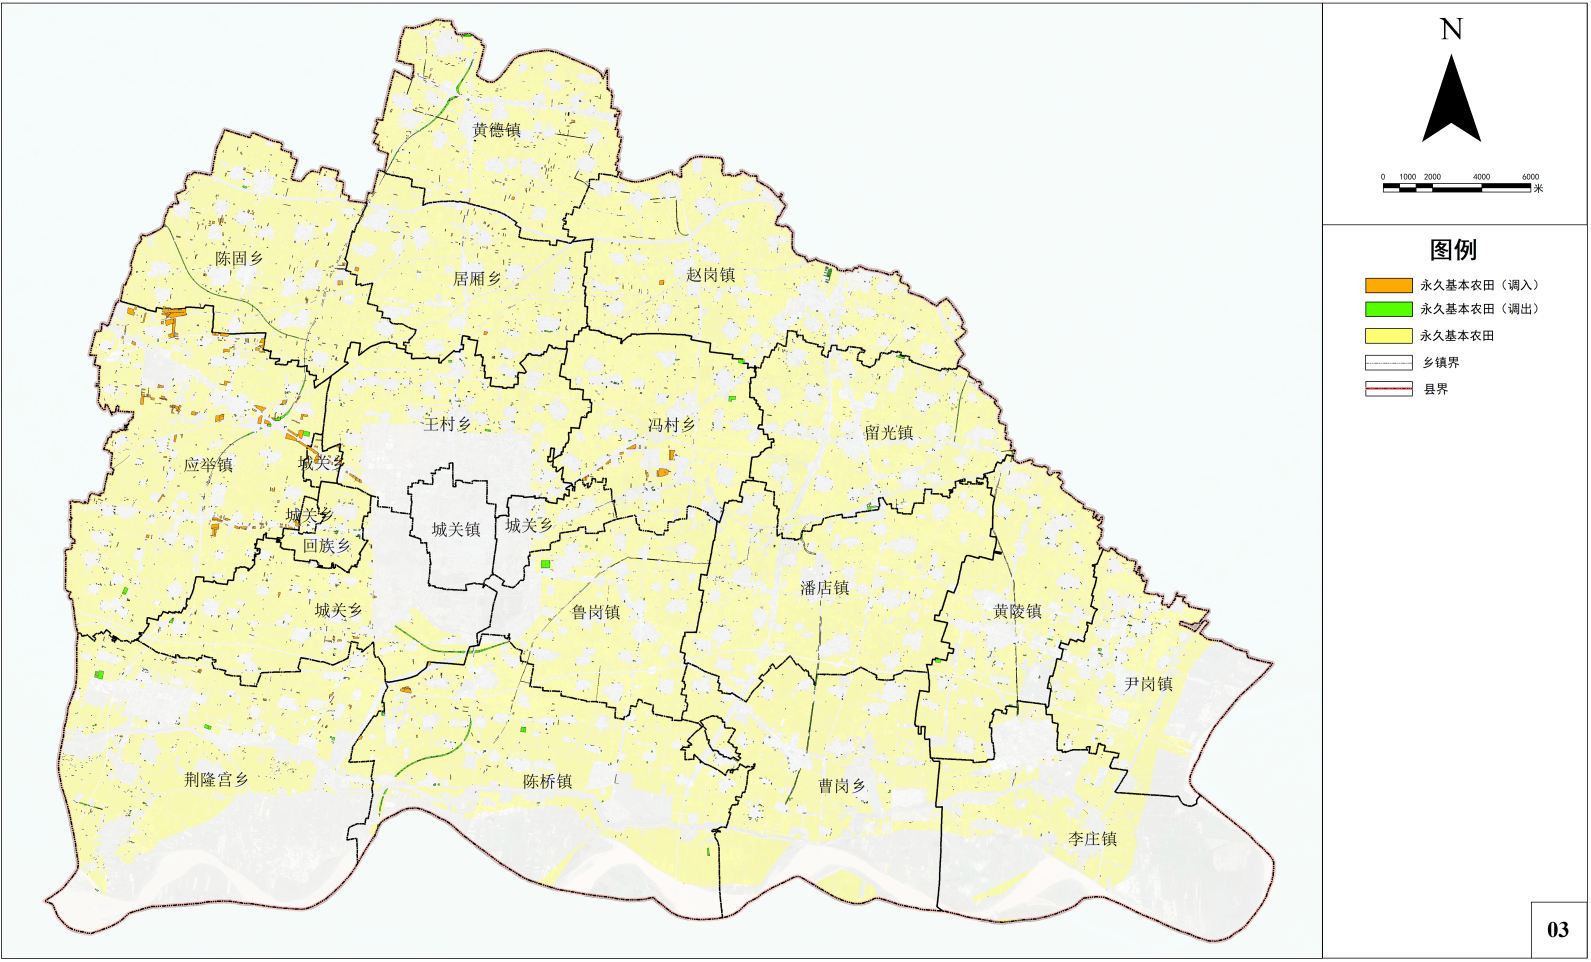 N
0 1000 2000 4000 6000
米
图例
永久基本农田（调入）
永久基本农田（调出）
永久基本农田
乡镇界
县界
黄德镇
陈固乡
居厢乡
赵岗镇
王村乡
冯村乡
留光镇
应举镇
城关乡
城关乡
回族乡
城关镇
城关乡
城关乡
鲁岗镇
潘店镇
黄陵镇
尹岗镇
荆隆宫乡
陈桥镇
曹岗乡
李庄镇
03